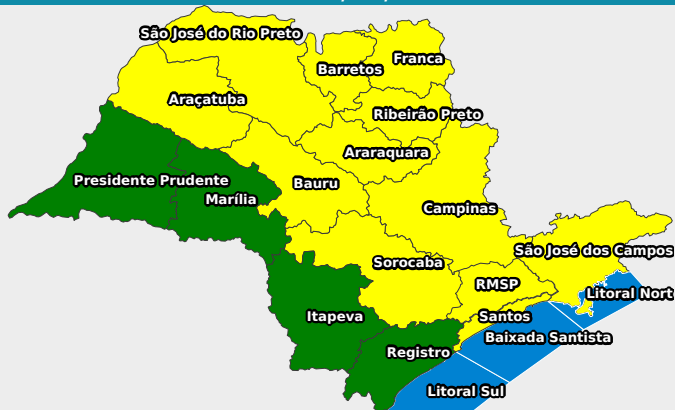 São José do Rio Preto
Franca
Barretos
Araçatuba
Ribeirão Preto
Araraquara
Presidente Prudente
Bauru
Marília
Campinas
São José dos Campos
Sorocaba
RMSP
Litoral Nort
Itapeva
Santos
Baixada Santista
Registro
Litoral Sul